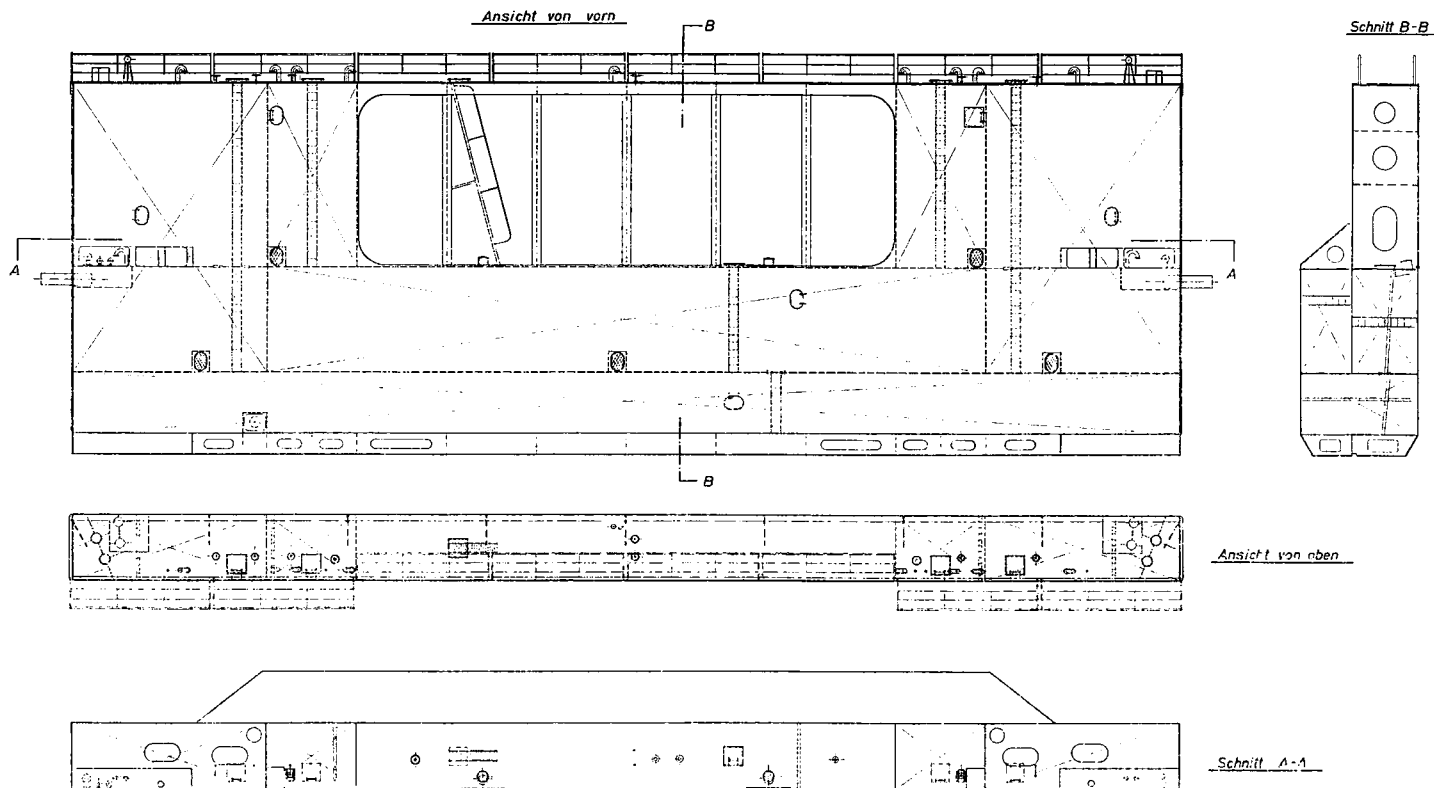 Ansicht von vorn
B
Schnitt B-B
A
A
B
Ansicht von oben
Schnitt A-A